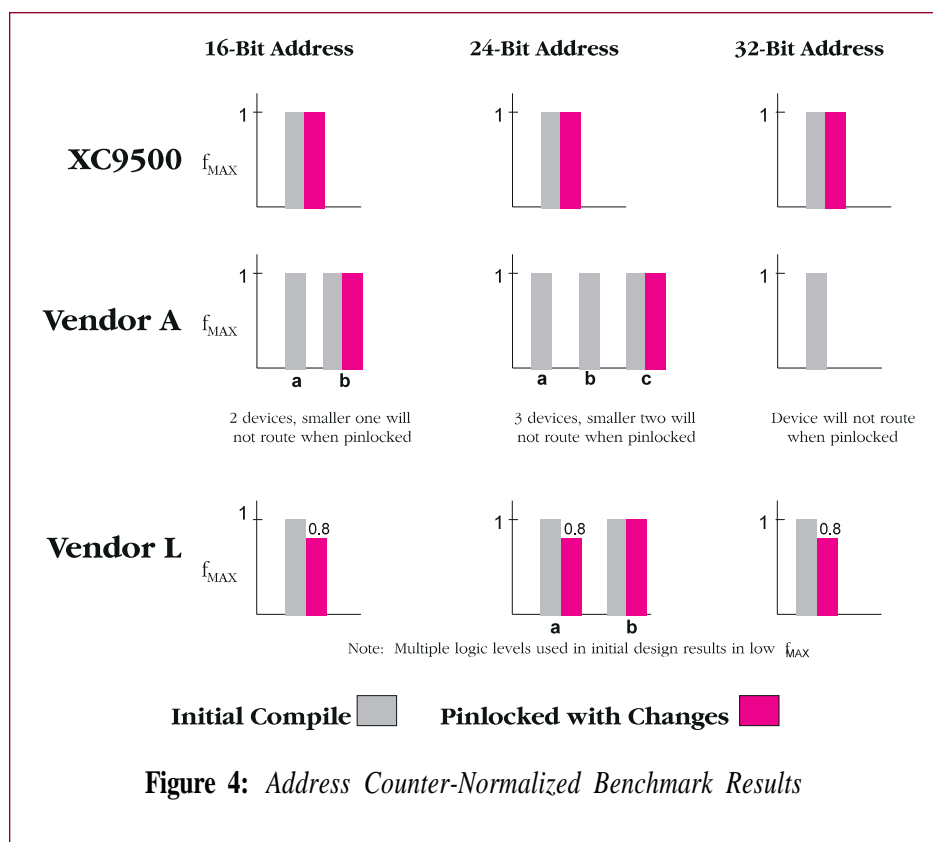 16-Bit Address 24-Bit Address 32-Bit Address
1 1 1
XC9500 fMAX
1 1 1
Vendor A fMAX
a b a b c
2 devices, smaller one will
not route when pinlocked
3 devices, smaller two will
not route when pinlocked
Device will not route
when pinlocked
1 0.8 1 0.8 1 0.8
Vendor L
fMAX
a b
Note: Multiple logic levels used in initial design results in low fMAX
Initial Compile Pinlocked with Changes
Figure 4: Address Counter-Normalized Benchmark Results